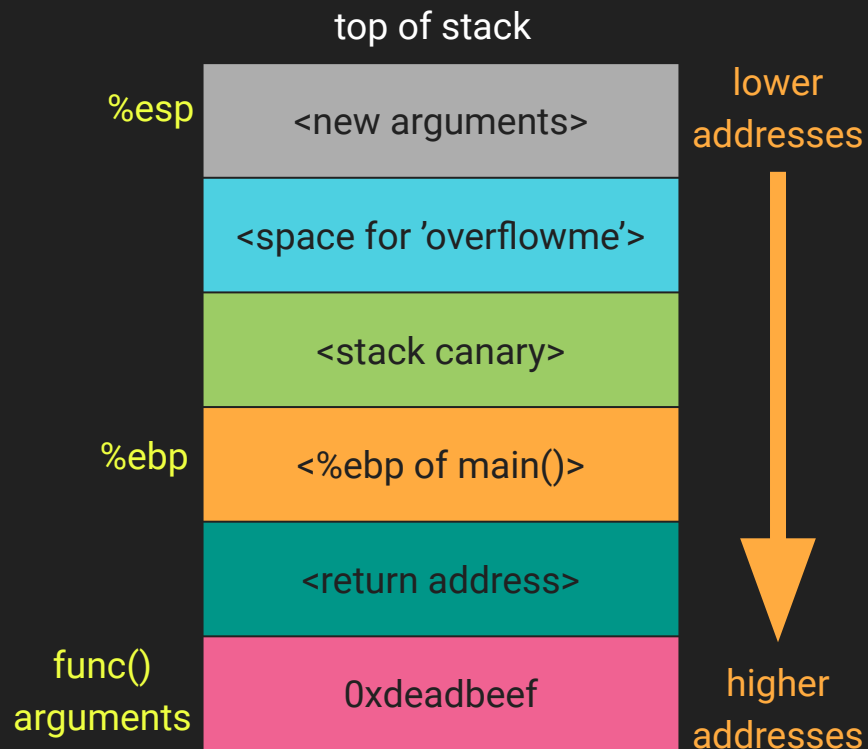 top of stack
%esp
<new arguments>
lower
addresses
<space for ’overflowme’>
<stack canary>
%ebp
<%ebp of main()>
<return address>
func()
arguments
0xdeadbeef
higher
addresses